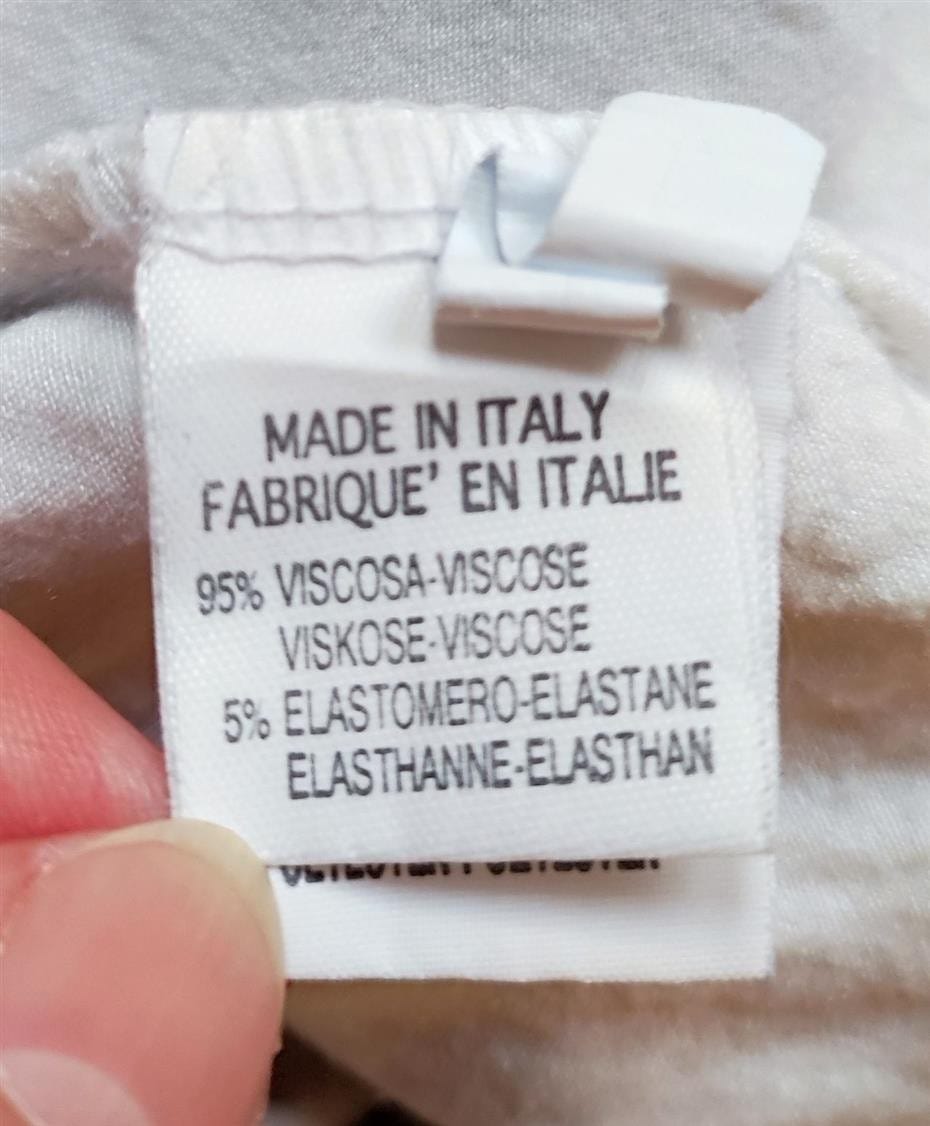 MADE IN ITALY
FABRIQUE' EN ITALIE
95% VISCOSA-VISCOSE
VISKOSE-VISCOSE
5% ELASTOMERO-ELASTANE
ELASTHANNE-ELASTHAN